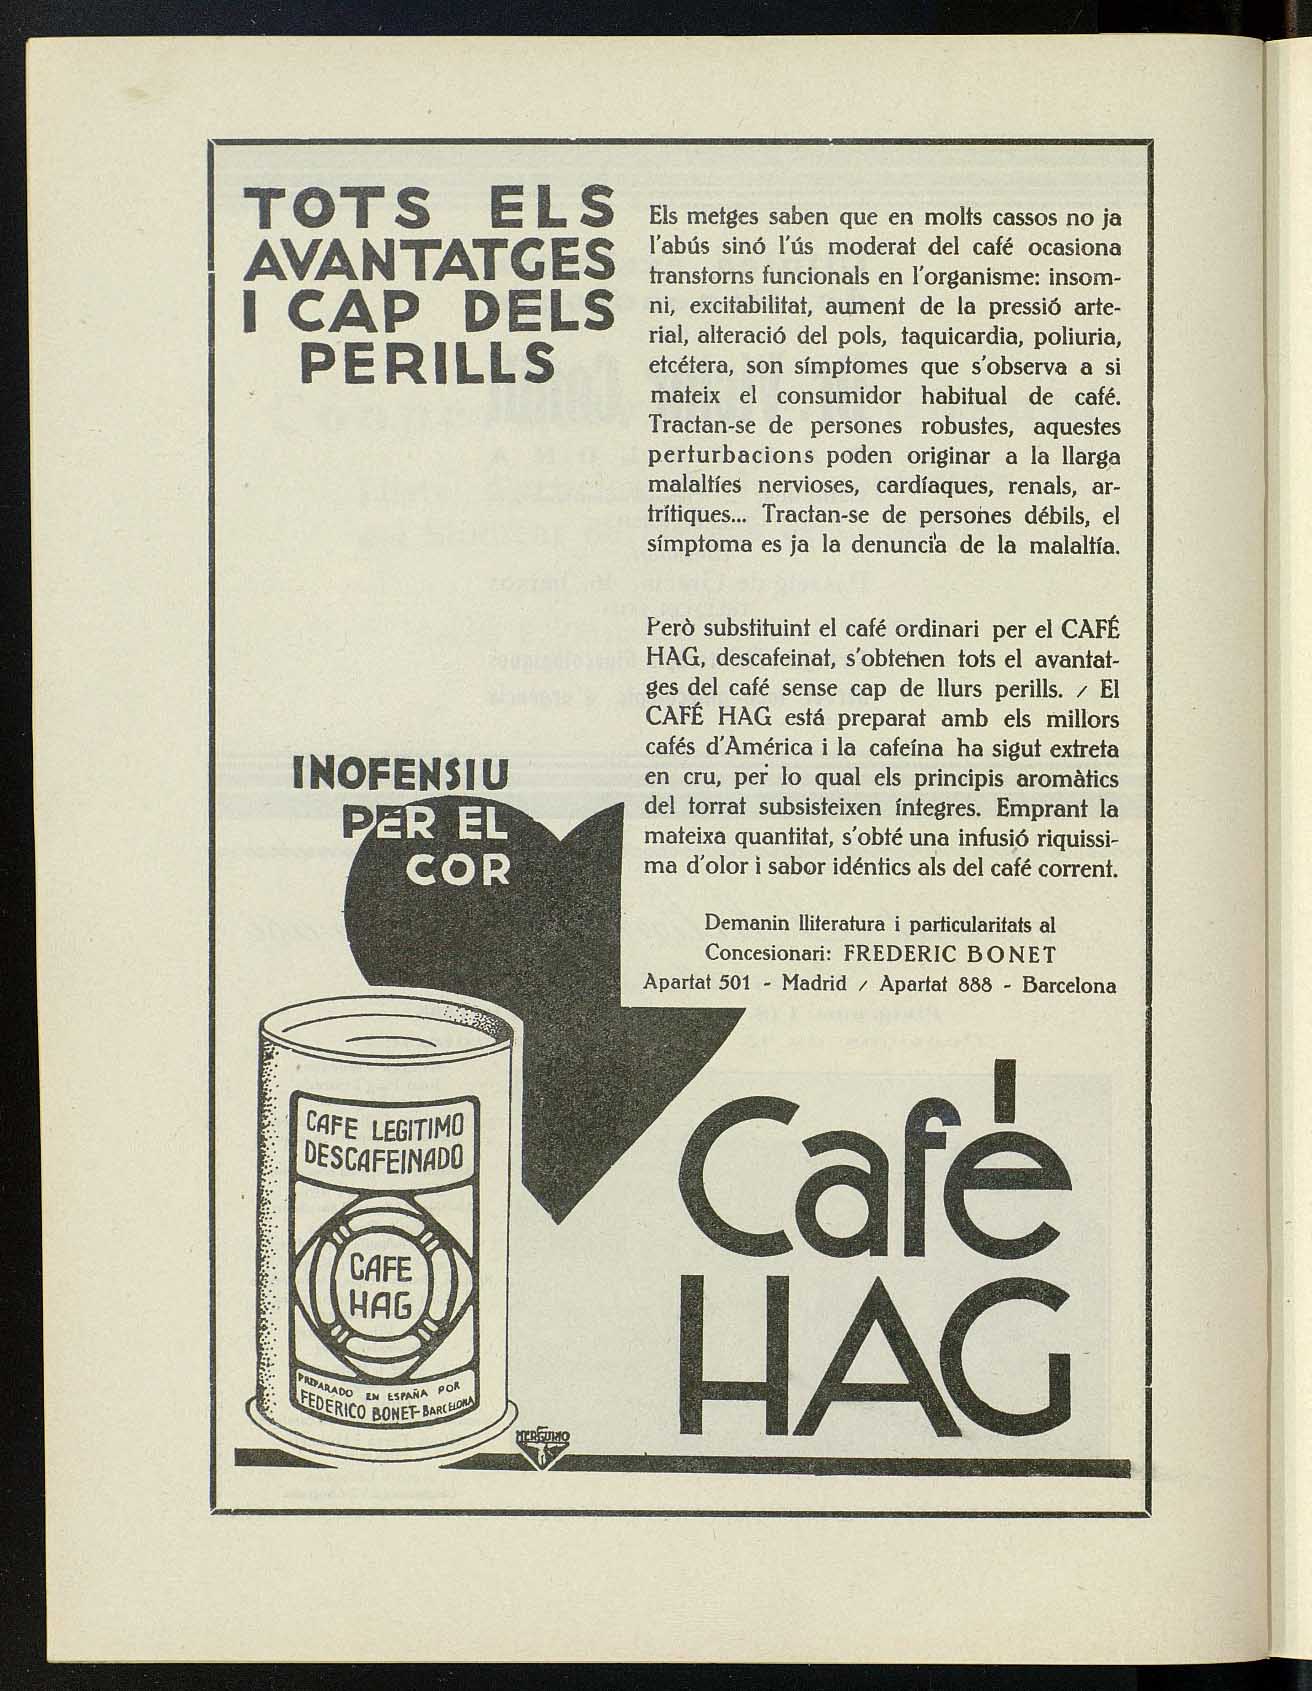 TOTS ELS
AVANTATGES
I CAP DELS
PERILLS
Els metges saben que en molts cassos no ja
l'abús sinó l'ús moderat del café ocasiona
transtorns funcionals en l'organisme: insom-
ni, excitabilitat, aument de la pressió arte-
rial, alteració del pols, taquicardia, poliuria,
etcétera, son símptomes que s'observa a si
mateix el consumidor habitual de café.
Tractan-se de persones robustes, aquestes
perturbacions poden originar a la llarga
malaltíes nervioses, cardíaques, renals, ar-
trítiques... Tractan-se de persones débils, el
símptoma es ja la denuncia de la malaltía.
Però substituint el café ordinari per el CAFÉ
HAG, descafeinat, s'obtenen tots el avantat-
ges del café sense cap de llurs perills. / El
CAFÉ HAG está preparat amb els millors
cafés d'América i la cafeína ha sigut extreta
en cru, per lo qual els principis aromàtics
del torrat subsisteixen íntegres. Emprant la
mateixa quantitat, s'obté una infusió riquissi-
ma d'olor i sabor idéntics als del café corrent.
Demanin lliteratura i particularitats al
Concesionari: FREDERIC BONET
Apartat 501 - Madrid / Apartat 888 - Barcelona
INOFENSIU
PER EL
COR
CAFE LEGITIMO
DESCAFEINADO
CAFE
HAG
PREPARADO EN ESPAÑA POR
FEDERICO BONET-BARCELONA
MERCURIO
Café
HAG